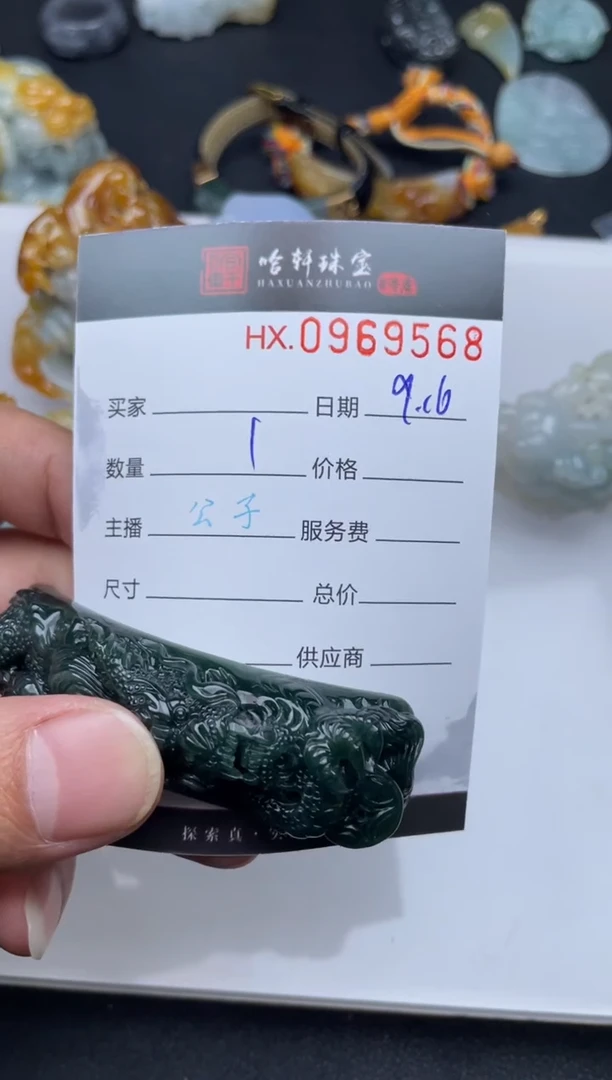 哈轩珠宝
HAXUANZHUBAO
HX.0969568
买家 日期 9.16
数量 1 价格
主播 公子 服务费
尺寸 总价
供应商
探索真·